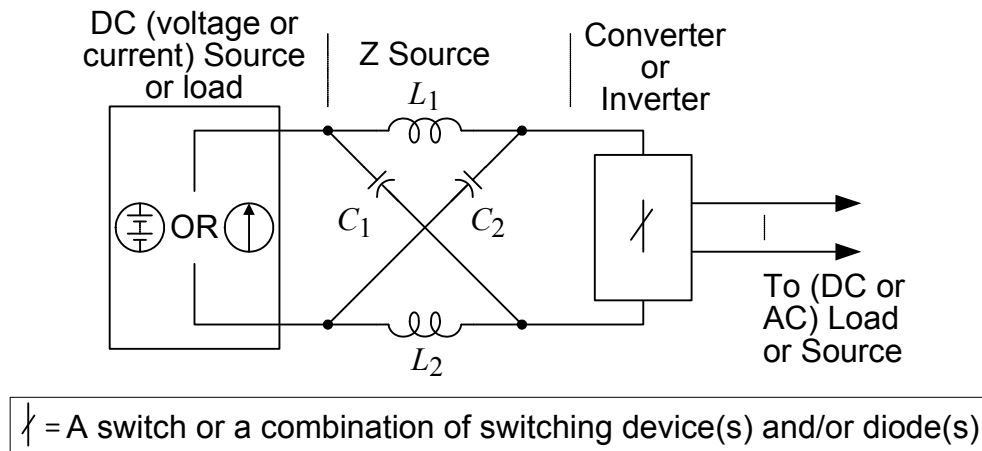 DC (voltage or
current) Source
or load
Z Source
Converter
or
Inverter
L1
OR
C1
C2
L2
To (DC or
AC) Load
or Source
= A switch or a combination of switching device(s) and/or diode(s)